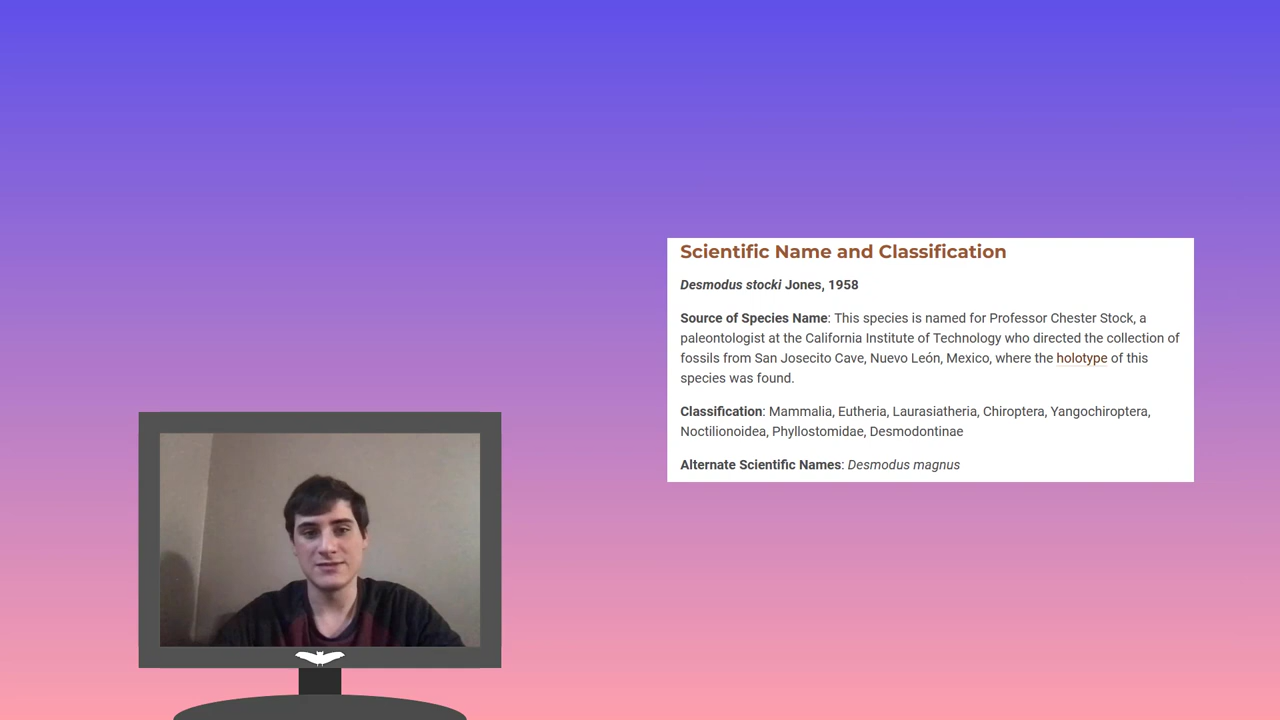 Scientific Name and Classification
Desmodus stocki Jones, 1958
Source of Species Name: This species is named for Professor Chester Stock, a
paleontologist at the California Institute of Technology who directed the collection of
fossils from San Josecito Cave, Nuevo León, Mexico, where the holotype of this
species was found.
Classification: Mammalia, Eutheria, Laurasiatheria, Chiroptera, Yangochiroptera,
Noctilionoidea, Phyllostomidae, Desmodontinae
Alternate Scientific Names: Desmodus magnus